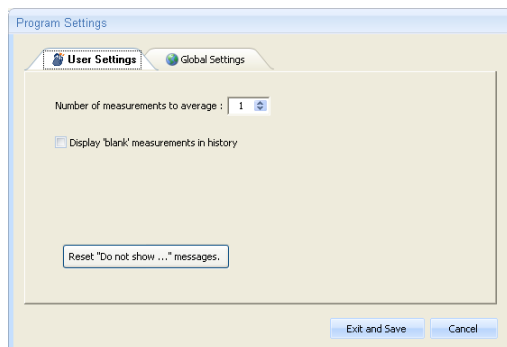 Program Settings
User Settings Global Settings
Number of measurements to average : 1
Display 'blank' measurements in history
Reset "Do not show ..." messages.
Exit and Save Cancel